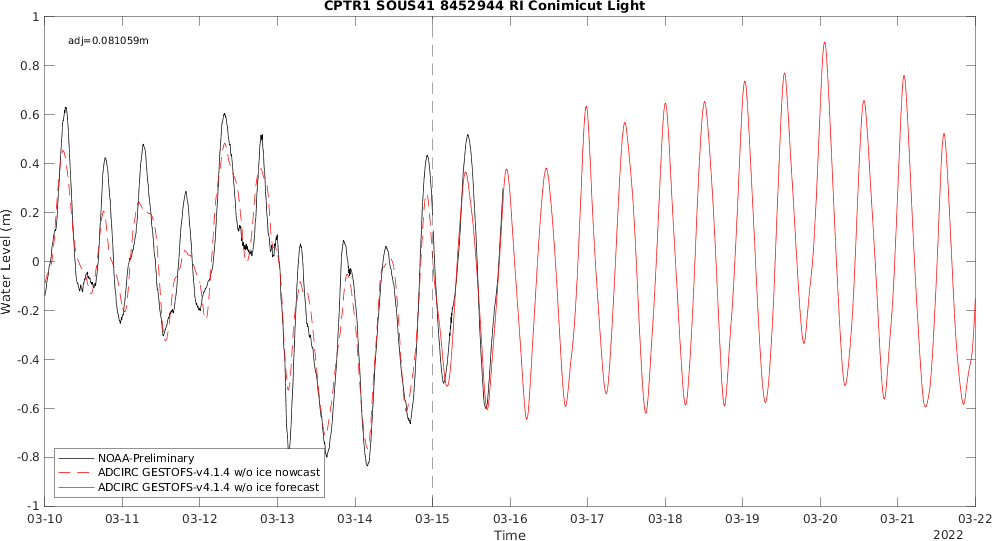 CPTR1 SOUS41 8452944 RI Conimicut Light
adj=0.081059m
Water Level (m)
1
0.8
0.6
0.4
0.2
0
-0.2
-0.4
-0.6
-0.8
-1
NOAA-Preliminary
ADCIRC GESTOFS-v4.1.4 w/o ice nowcast
ADCIRC GESTOFS-v4.1.4 w/o ice forecast
03-10 03-11 03-12 03-13 03-14 03-15 03-16 03-17 03-18 03-19 03-20 03-21 03-22
Time
2022